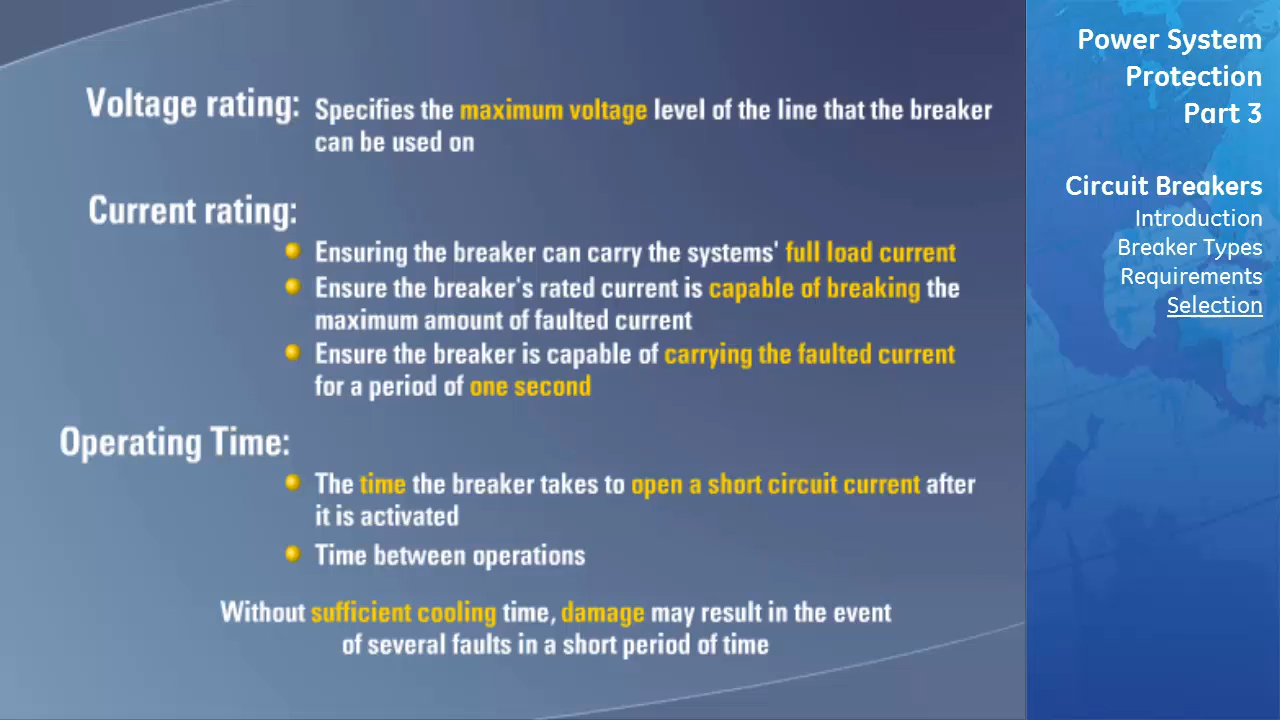 Voltage rating: Specifies the maximum voltage level of the line that the breaker
can be used on
Current rating:
Ensuring the breaker can carry the systems' full load current
Ensure the breaker's rated current is capable of breaking the
maximum amount of faulted current
Ensure the breaker is capable of carrying the faulted current
for a period of one second
Operating Time:
The time the breaker takes to open a short circuit current after
it is activated
Time between operations
Without sufficient cooling time, damage may result in the event
of several faults in a short period of time
Power System
Protection
Part 3
Circuit Breakers
Introduction
Breaker Types
Requirements
Selection